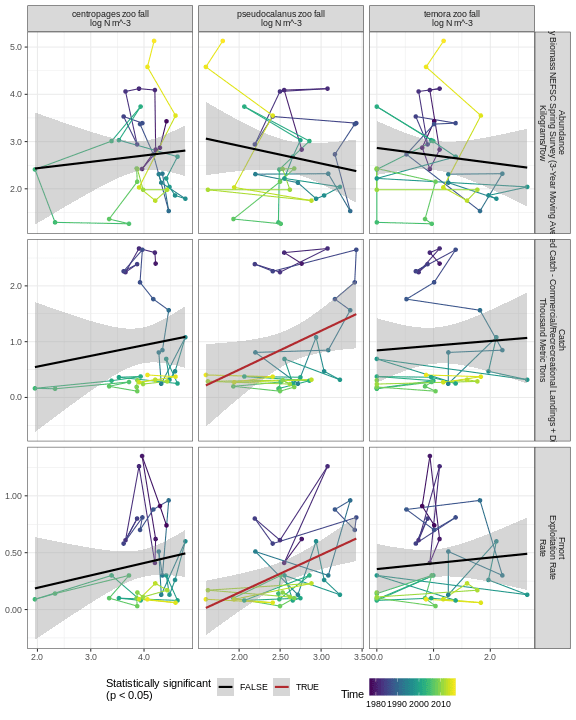 centropages zoo fall
log N m^-3
pseudocalanus zoo fall
log N m^-3
temora zoo fall
log N m^-3
5.0
4.0
3.0
2.0
Abundance
y Biomass NEFSC Spring Survey (3-Year Moving Ave
Kilograms/Tow
2.0
1.0
0.0
Catch
ed Catch - Commercial/Recreational Landings + D
Thousand Metric Tons
1.00
0.50
0.00
Fmort
Exploitation Rate
Rate
2.0 3.0 4.0
2.00 2.50 3.00 3.50
0.0 1.0 2.0
Statistically significant
(p < 0.05)
FALSE TRUE
Time
1980 1990 2000 2010